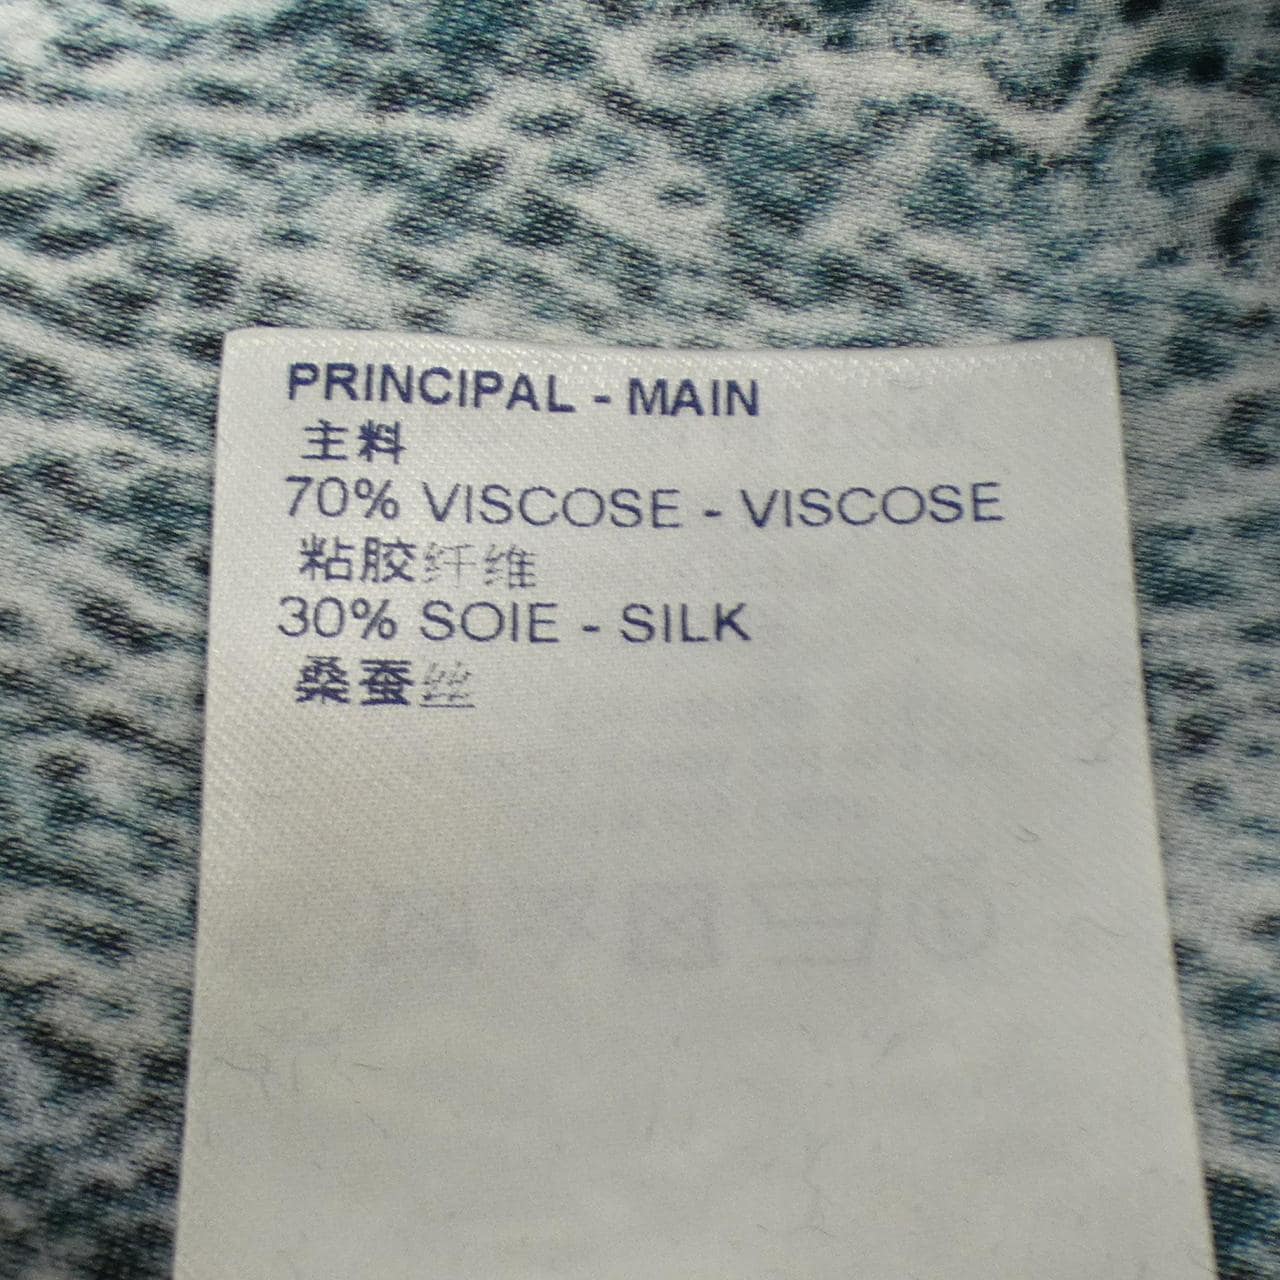 PRINCIPAL - MAIN
主料
70% VISCOSE - VISCOSE
粘胶纤维
30% SOIE - SILK
桑蚕丝